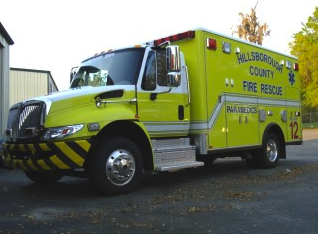 HILLSBOROUGH
COUNTY
FIRE RESCUE
PARAMEDICS
12